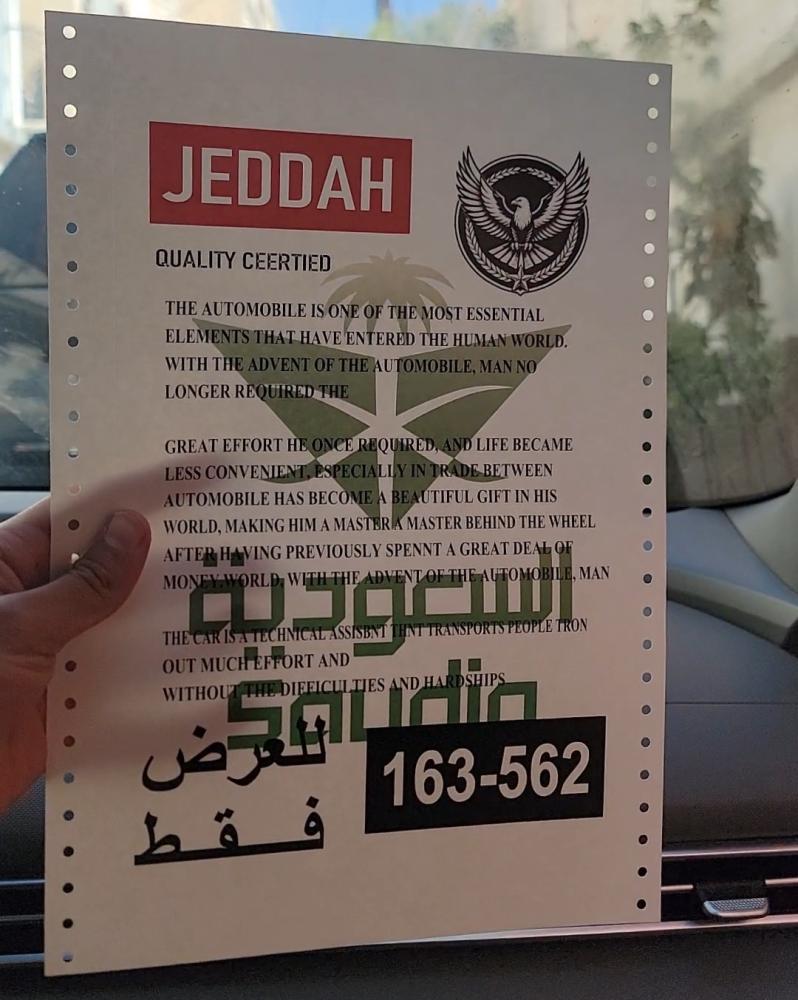 JEDDAH
QUALITY CEERTIED
THE AUTOMOBILE IS ONE OF THE MOST ESSENTIAL
ELEMENTS THAT HAVE ENTERED THE HUMAN WORLD.
WITH THE ADVENT OF THE AUTOMOBILE, MAN NO
LONGER REQUIRED THE
GREAT EFFORT HE ONCE REQUIRED, AND LIFE BECAME
LESS CONVENIENT, ESPECIALLY IN TRADE BETWEEN
AUTOMOBILE HAS BECOME A BEAUTIFUL GIFT IN HIS
WORLD, MAKING HIM A MASTER A MASTER BEHIND THE WHEEL
AFTER HAVING PREVIOUSLY SPENNT A GREAT DEAL OF
MONEY.WORLD, WITH THE ADVENT OF THE AUTOMOBILE, MAN
السعودية
THE CAR IS A TECHNICAL ASSISBNT THNT TRANSPORTS PEOPLE TRON
OUT MUCH EFFORT AND
WITHOUT THE DIFFICULTIES AND HARDSHIPS
Saudia
للعرض
فقط
163-562